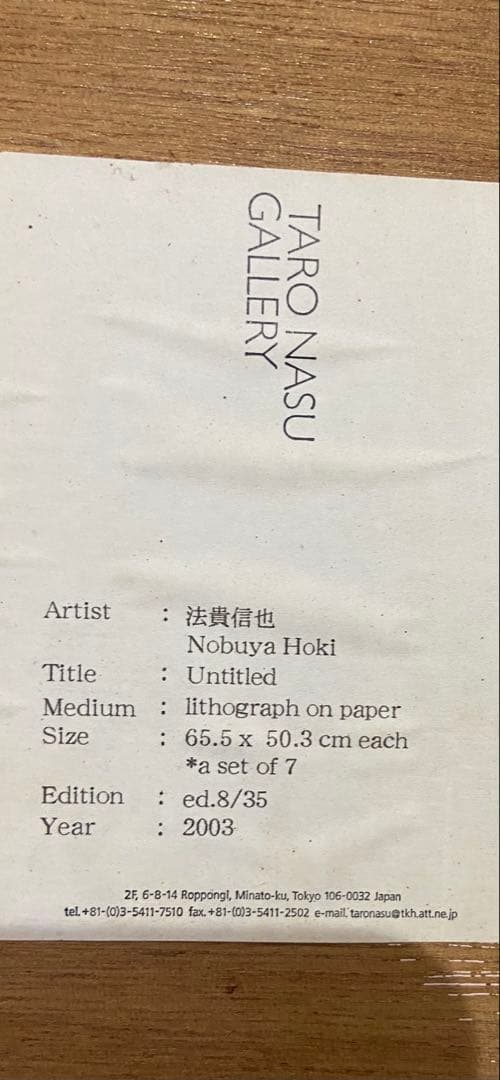 TARO NASU
GALLERY
Artist : 法貴信也
Nobuya Hoki
Title : Untitled
Medium : lithograph on paper
Size : 65.5 x 50.3 cm each
*a set of 7
Edition : ed.8/35
Year : 2003
2F, 6-8-14 Roppongi, Minato-ku, Tokyo 106-0032 Japan
tel.+81-(0)3-5411-7510 fax.+81-(0)3-5411-2502 e-mail.taronasu@tkh.att.ne.jp